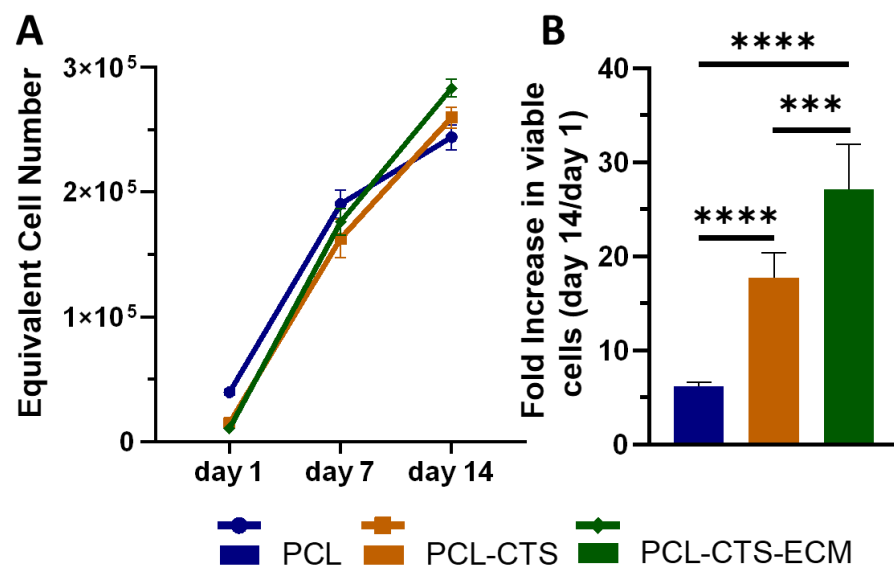 A
Equivalent Cell Number
3×10⁵
2×10⁵
1×10⁵
0
day 1 day 7 day 14
B
Fold Increase in viable
cells (day 14/day 1)
40
30
20
10
0
****
***
****
PCL PCL-CTS PCL-CTS-ECM